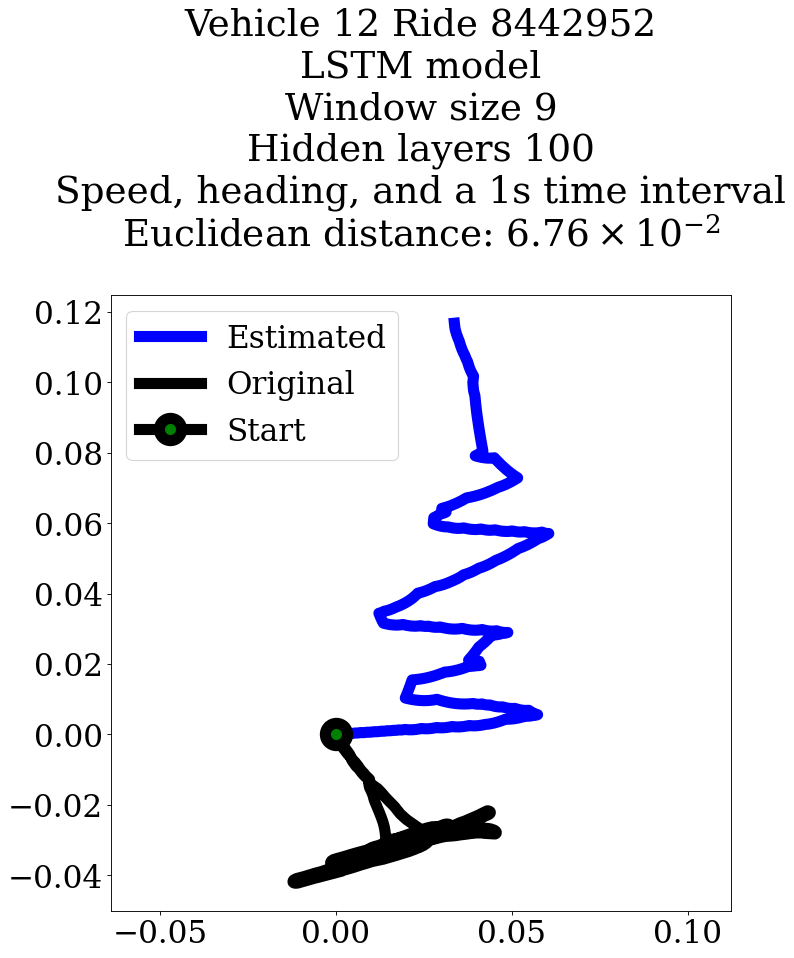 Vehicle 12 Ride 8442952
LSTM model
Window size 9
Hidden layers 100
Speed, heading, and a 1s time interval
Euclidean distance: 6.76 × 10⁻²
Estimated
Original
Start
0.12
0.10
0.08
0.06
0.04
0.02
0.00
−0.02
−0.04
−0.05 0.00 0.05 0.10